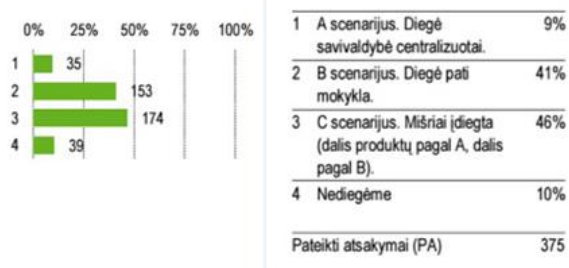 0% 25% 50% 75% 100%
1 35
2 153
3 174
4 39
1 A scenarijus. Diegė 9%
savivaldybė centralizuotai.
2 B scenarijus. Diegė pati 41%
mokykla.
3 C scenarijus. Mišriai įdiegta 46%
(dalis produktų pagal A, dalis
pagal B).
4 Nediegėme 10%
Pateikti atsakymai (PA) 375